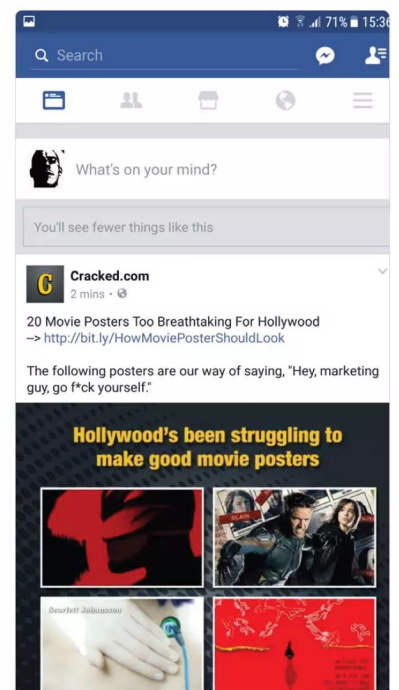 71% 15:36
Search
What's on your mind?
You'll see fewer things like this
C
Cracked.com
2 mins •
20 Movie Posters Too Breathtaking For Hollywood
--> http://bit.ly/HowMoviePosterShouldLook
The following posters are our way of saying, "Hey, marketing
guy, go f*ck yourself."
Hollywood's been struggling to
make good movie posters
SLAIN
Scarlett Johansson